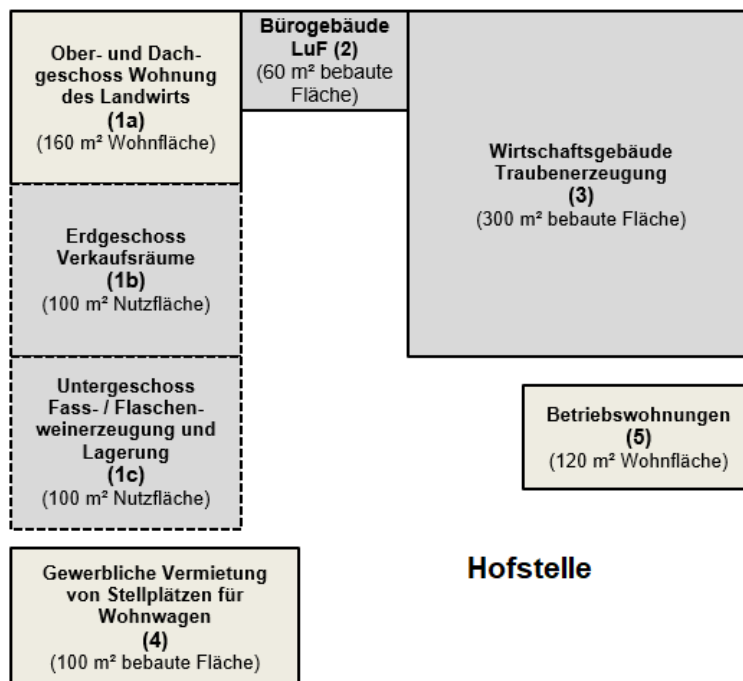 Ober- und Dach-
geschoss Wohnung
des Landwirts
(1a)
(160 m² Wohnfläche)
Bürogebäude
LuF (2)
(60 m² bebaute
Fläche)
Wirtschaftsgebäude
Traubenerzeugung
(3)
(300 m² bebaute Fläche)
Erdgeschoss
Verkaufsräume
(1b)
(100 m² Nutzfläche)
Untergeschoss
Fass- / Flaschen-
weinerzeugung und
Lagerung
(1c)
(100 m² Nutzfläche)
Betriebswohnungen
(5)
(120 m² Wohnfläche)
Gewerbliche Vermietung
von Stellplätzen für
Wohnwagen
(4)
(100 m² bebaute Fläche)
Hofstelle